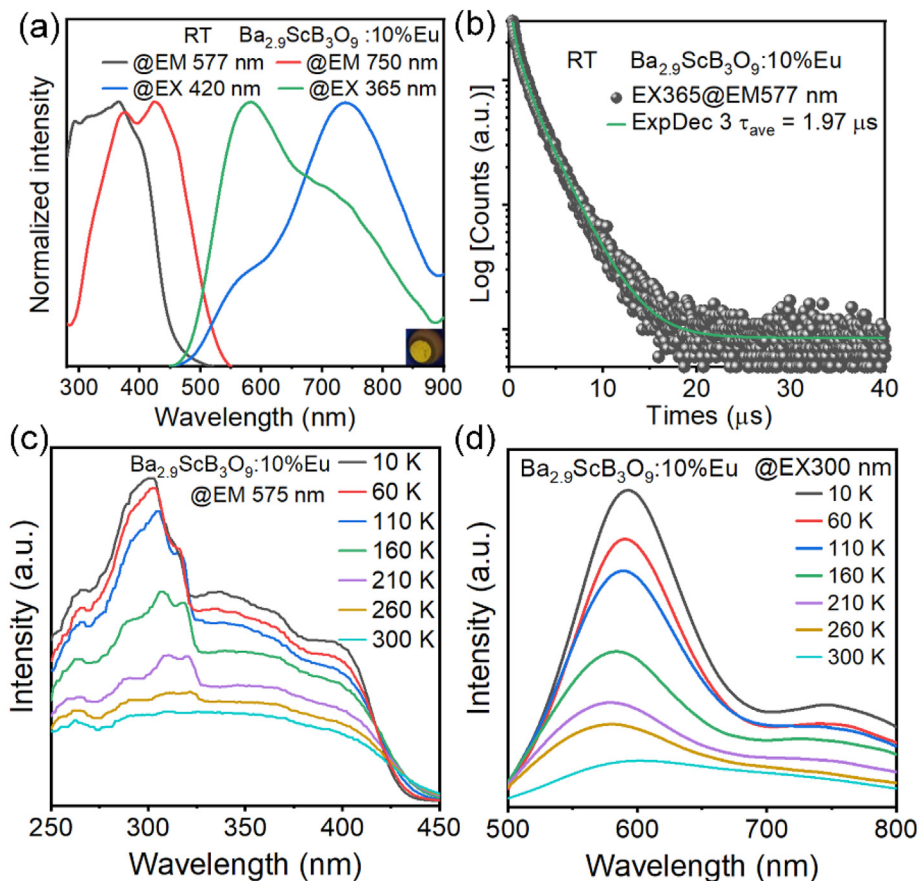 (a)
RT Ba2.9ScB3O9:10%Eu
@EM 577 nm @EM 750 nm
@EX 420 nm @EX 365 nm
Normalized intensity
300 400 500 600 700 800 900
Wavelength (nm)
(b)
RT Ba2.9ScB3O9:10%Eu
EX365@EM577 nm
ExpDec 3 τave = 1.97 μs
Log [Counts (a.u.)]
0 10 20 30 40
Times (μs)
(c)
Ba2.9ScB3O9:10%Eu
@EM 575 nm
10 K
60 K
110 K
160 K
210 K
260 K
300 K
Intensity (a.u.)
250 300 350 400 450
Wavelength (nm)
(d)
Ba2.9ScB3O9:10%Eu @EX300 nm
10 K
60 K
110 K
160 K
210 K
260 K
300 K
Intensity (a.u.)
500 600 700 800
Wavelength (nm)